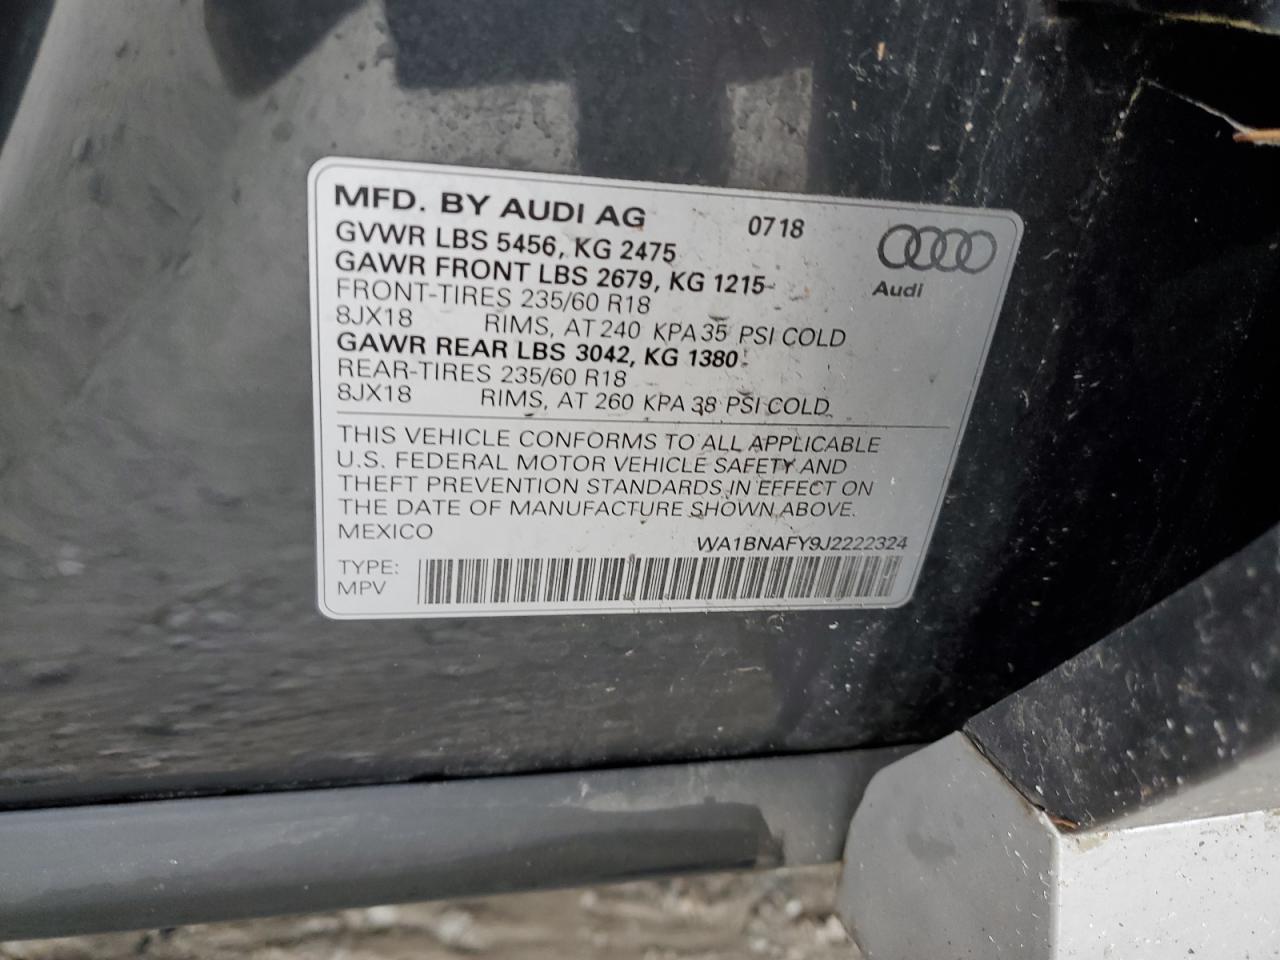 MFD. BY AUDI AG 0718
GVWR LBS 5456, KG 2475
GAWR FRONT LBS 2679, KG 1215
Audi
FRONT-TIRES 235/60 R18
8JX18 RIMS, AT 240 KPA 35 PSI COLD
GAWR REAR LBS 3042, KG 1380
REAR-TIRES 235/60 R18
8JX18 RIMS, AT 260 KPA 38 PSI COLD
THIS VEHICLE CONFORMS TO ALL APPLICABLE
U.S. FEDERAL MOTOR VEHICLE SAFETY AND
THEFT PREVENTION STANDARDS IN EFFECT ON
THE DATE OF MANUFACTURE SHOWN ABOVE.
MEXICO WA1BNAFY9J2222324
TYPE:
MPV